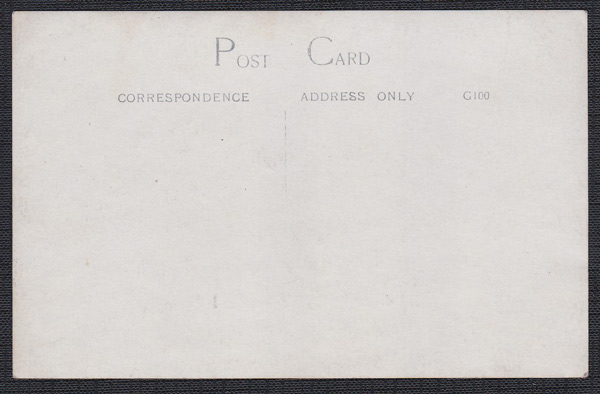 POST CARD
CORRESPONDENCE ADDRESS ONLY G100